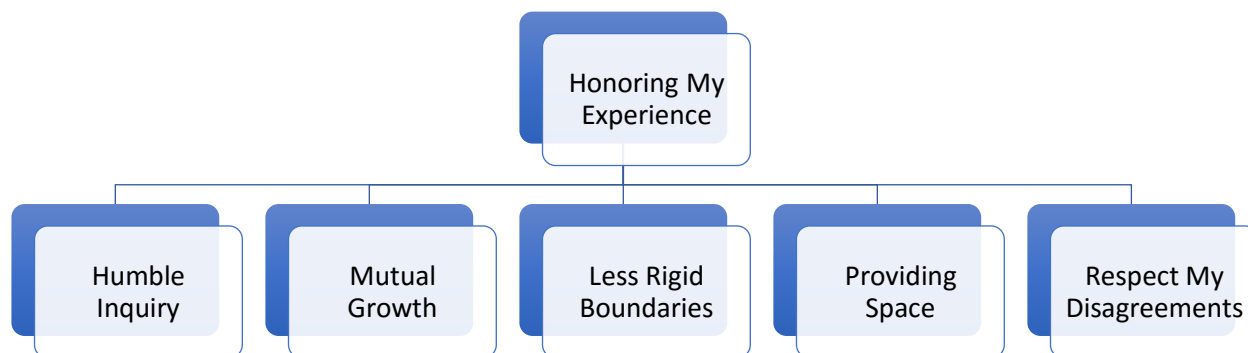 Honoring My
Experience
Humble
Inquiry
Mutual
Growth
Less Rigid
Boundaries
Providing
Space
Respect My
Disagreements